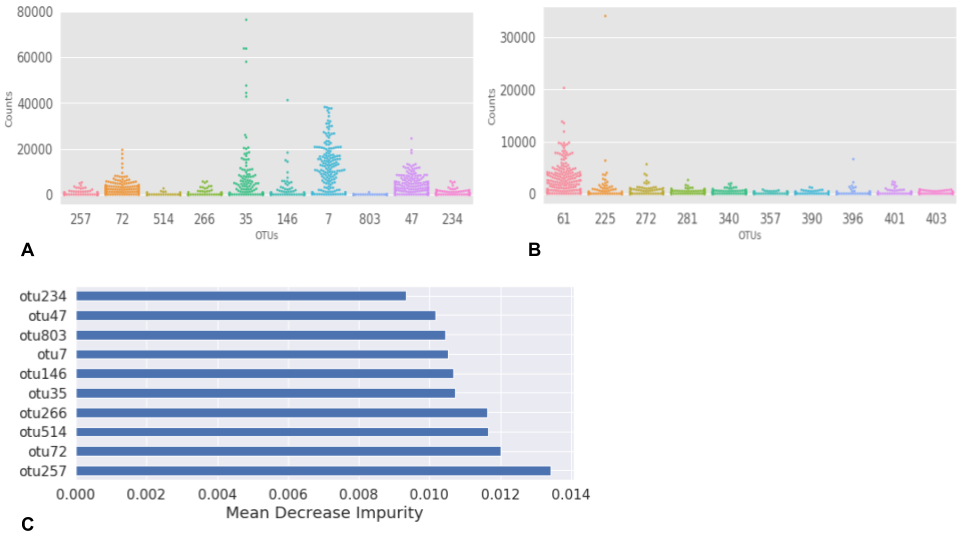 80000
60000
40000
20000
0
Counts
257 72 514 266 35 146 7 803 47 234
OTUs
A
30000
20000
10000
0
Counts
61 225 272 281 340 357 390 396 401 403
OTUs
B
otu234
otu47
otu803
otu7
otu146
otu35
otu266
otu514
otu72
otu257
0.000 0.002 0.004 0.006 0.008 0.010 0.012 0.014
Mean Decrease Impurity
C